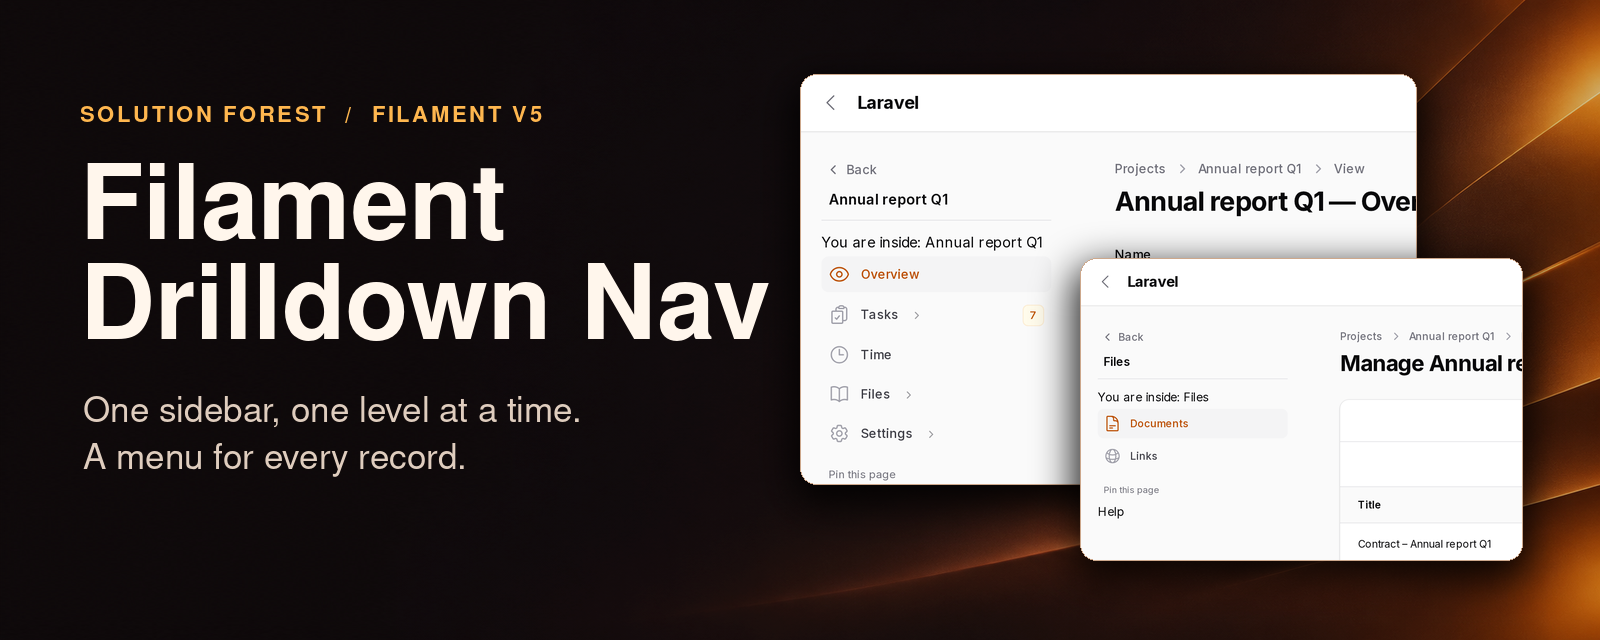 SOLUTION FOREST / FILAMENT V5
Filament
Drilldown Nav
One sidebar, one level at a time.
A menu for every record.
Laravel
Back
Annual report Q1
You are inside: Annual report Q1
Overview
Tasks 7
Time
Files
Settings
Pin this page
Projects > Annual report Q1 > View
Annual report Q1 — Over
Name
Laravel
Back
Files
You are inside: Files
Documents
Links
Pin this page
Help
Projects > Annual report Q1 >
Manage Annual re
Title
Contract – Annual report Q1